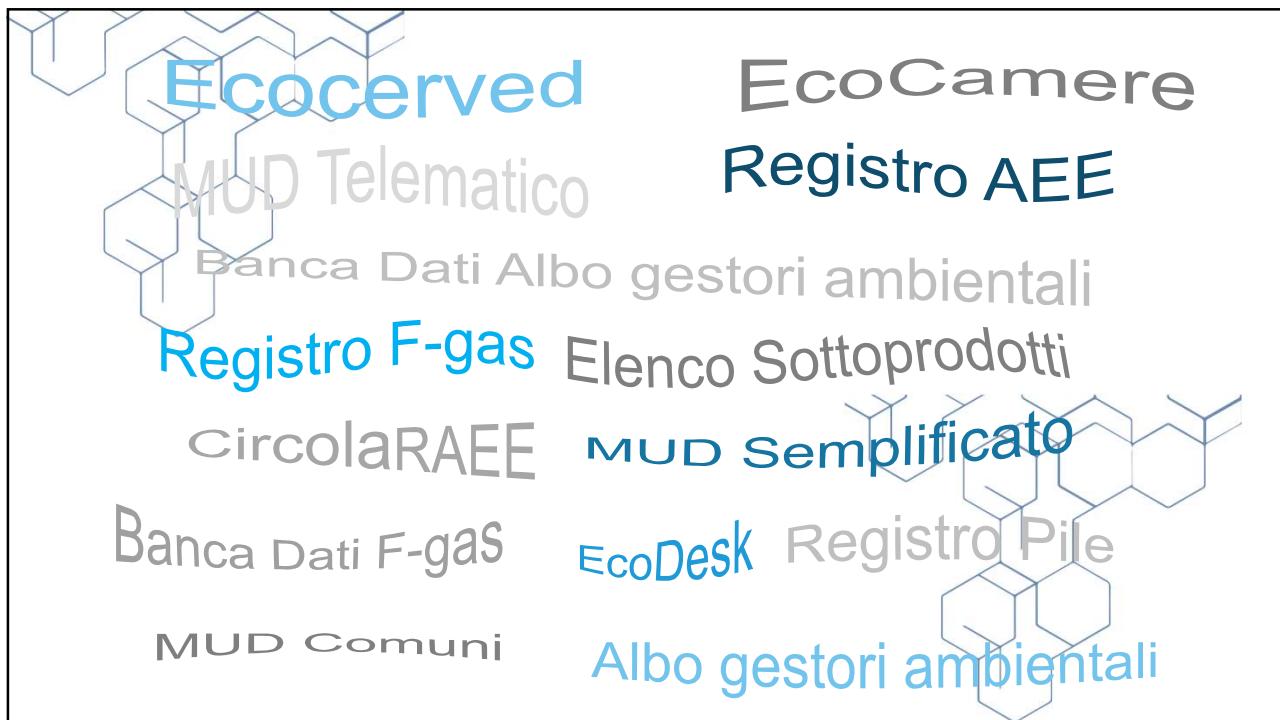 Ecocerved
EcoCamere
MUD Telematico
Registro AEE
Banca Dati Albo gestori ambientali
Registro F-gas
Elenco Sottoprodotti
CircolaRAEE
MUD Semplificato
Banca Dati F-gas
EcoDesk
Registro Pile
MUD Comuni
Albo gestori ambientali